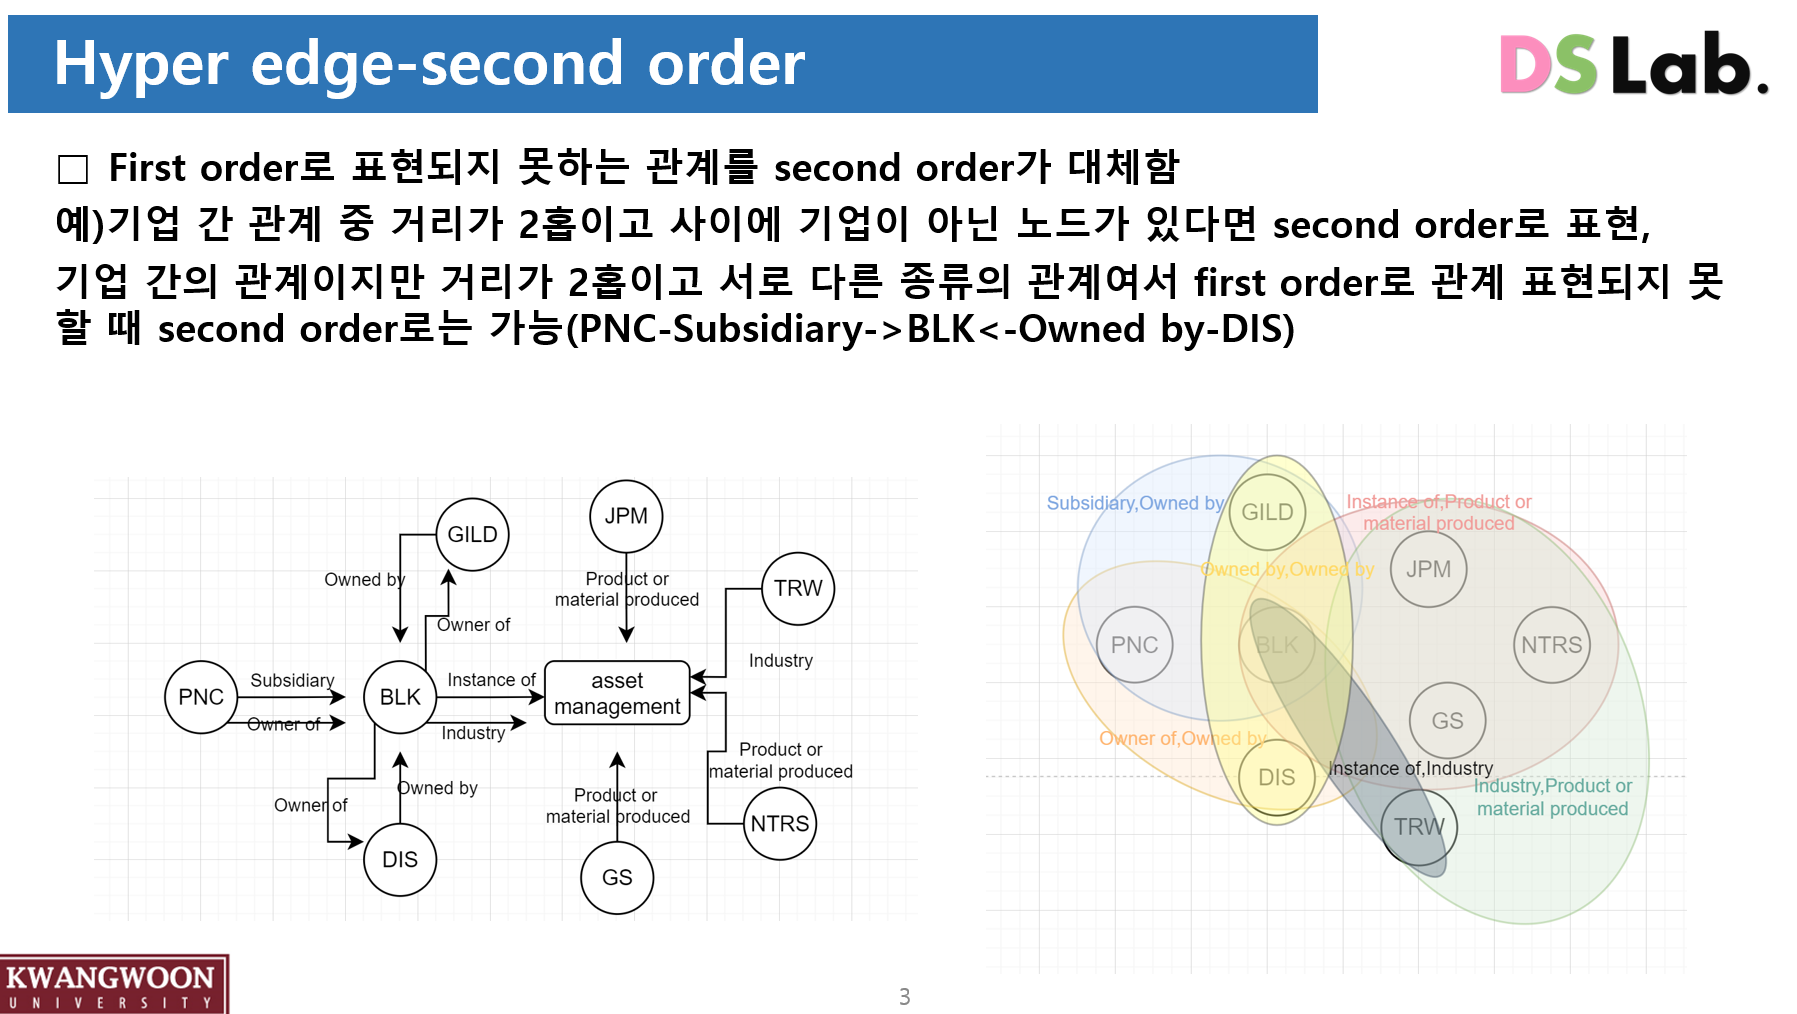 Hyper edge-second order
DS Lab.
□ First order로 표현되지 못하는 관계를 second order가 대체함
예)기업 간 관계 중 거리가 2홉이고 사이에 기업이 아닌 노드가 있다면 second order로 표현,
기업 간의 관계이지만 거리가 2홉이고 서로 다른 종류의 관계여서 first order로 관계 표현되지 못
할 때 second order로는 가능(PNC-Subsidiary->BLK<-Owned by-DIS)
GILD
JPM
TRW
Owned by
Product or
material produced
Owner of
Industry
PNC
Subsidiary
Owner of
BLK
Instance of
Industry
asset
management
Owner of
Owned by
Product or
material produced
Product or
material produced
NTRS
DIS
GS
Subsidiary,Owned by
GILD
Instance of,Product or
material produced
Owned by,Owned by
JPM
PNC
BLK
NTRS
GS
Owner of,Owned by
DIS
Instance of,Industry
Industry,Product or
material produced
TRW
KWANGWOON
UNIVERSITY
3